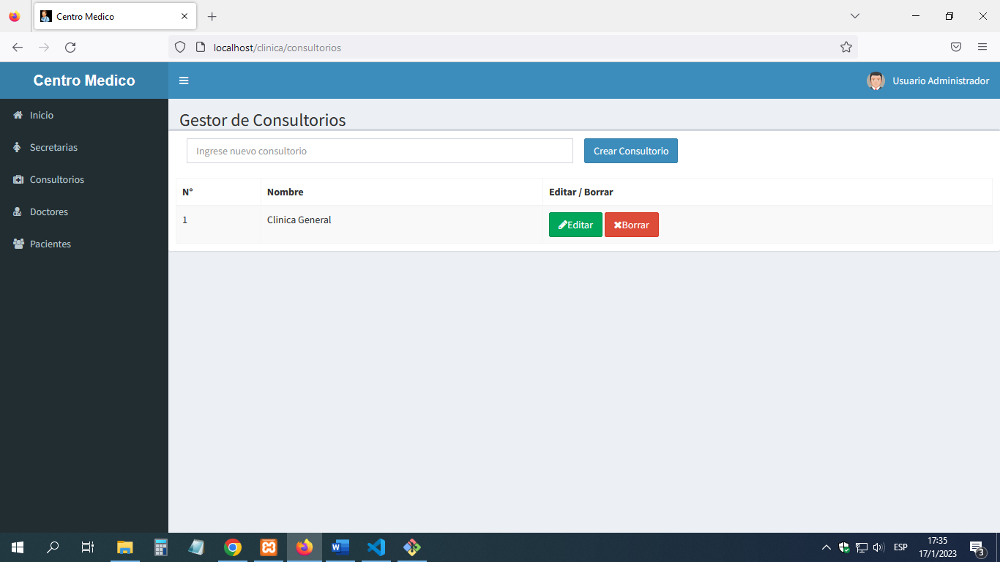 Centro Medico
localhost/clinica/consultorios
Centro Medico
Usuario Administrador
Inicio
Secretarias
Consultorios
Doctores
Pacientes
Gestor de Consultorios
Ingrese nuevo consultorio
Crear Consultorio
N° Nombre Editar / Borrar
1 Clinica General Editar Borrar
ESP
17:35
17/1/2023
3